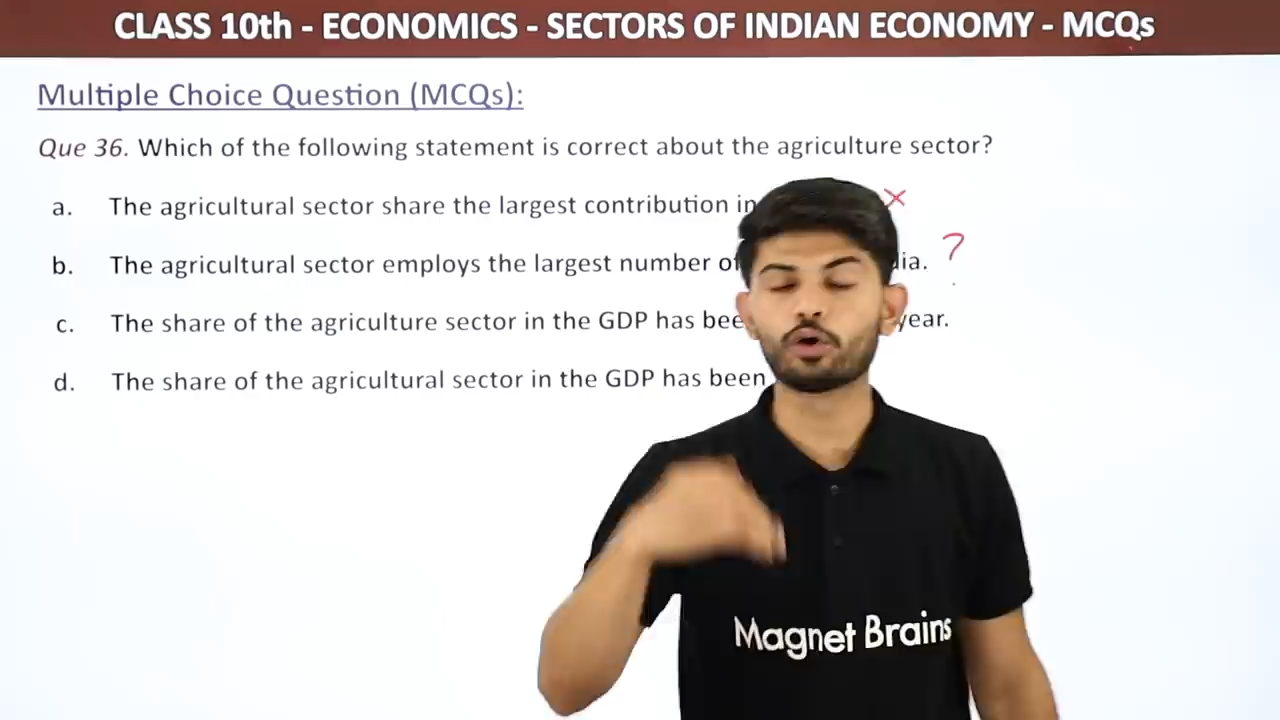 CLASS 10th - ECONOMICS - SECTORS OF INDIAN ECONOMY - MCQs
Multiple Choice Question (MCQs):
Que 36. Which of the following statement is correct about the agriculture sector?
a. The agricultural sector share the largest contribution in ×
b. The agricultural sector employs the largest number ?
c. The share of the agriculture sector in the GDP has year.
d. The share of the agricultural sector in the GDP has been
Magnet Brains